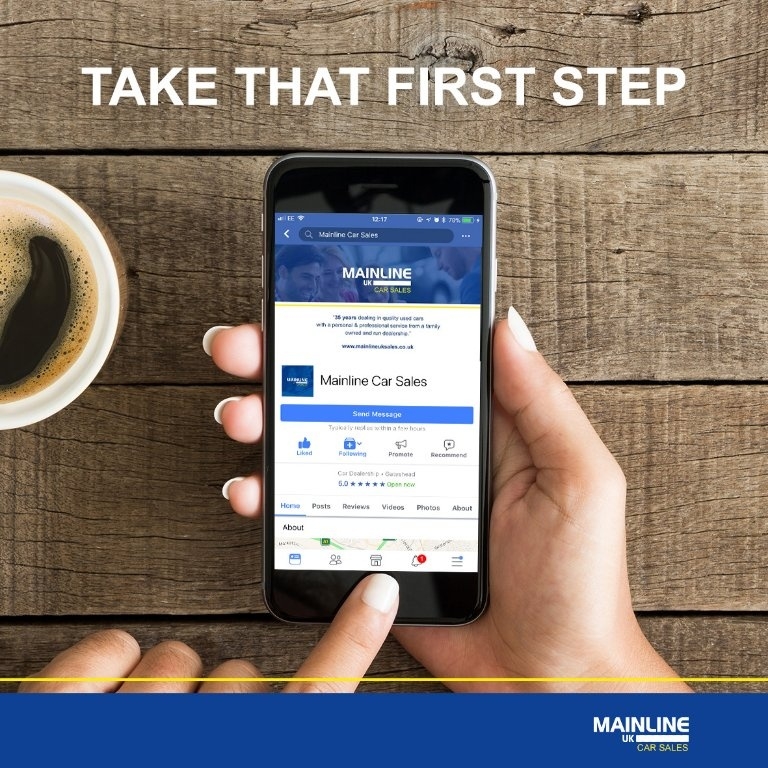 TAKE THAT FIRST STEP
EE 12:17 70%
Mainline Car Sales
MAINLINE
UK
CAR SALES
"35 years dealing in quality used cars
with a personal & professional service from a family
owned and run dealership."
www.mainlineuksales.co.uk
MAINLINE
Mainline Car Sales
Send Message
Typically replies within a few hours
Liked Following Promote Recommend
Car Dealership • Gateshead
5.0 ★★★★★ Open now
Home Posts Reviews Videos Photos About
About
1
MAINLINE
UK
CAR SALES